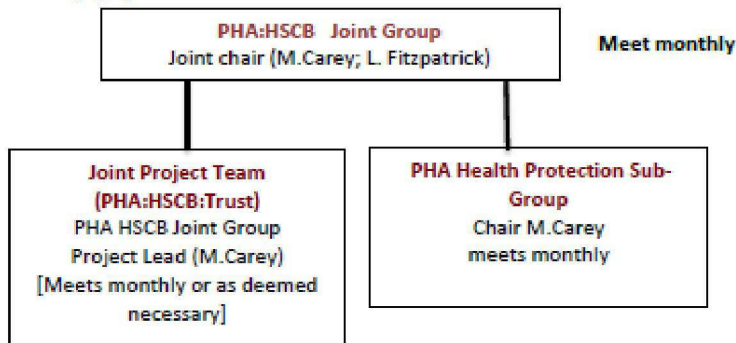 PHA:HSCB Joint Group
Joint chair (M.Carey; L. Fitzpatrick)
Meet monthly
Joint Project Team
(PHA:HSCB:Trust)
PHA HSCB Joint Group
Project Lead (M.Carey)
[Meets monthly or as deemed
necessary]
PHA Health Protection Sub-
Group
Chair M.Carey
meets monthly